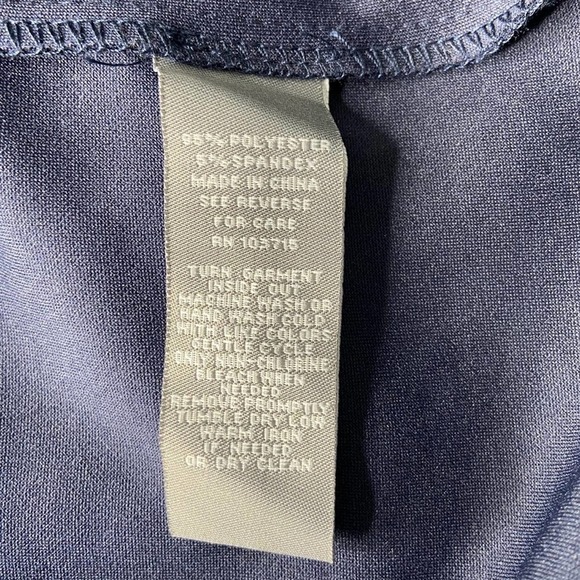 95% POLYESTER
5% SPANDEX
MADE IN CHINA
SEE REVERSE
FOR CARE
RN 103715
TURN GARMENT
INSIDE OUT
MACHINE WASH OR
HAND WASH COLD
WITH LIKE COLORS
GENTLE CYCLE
ONLY NON-CHLORINE
BLEACH WHEN
NEEDED
REMOVE PROMPTLY
TUMBLE DRY LOW
WARM IRON
IF NEEDED
OR DRY CLEAN